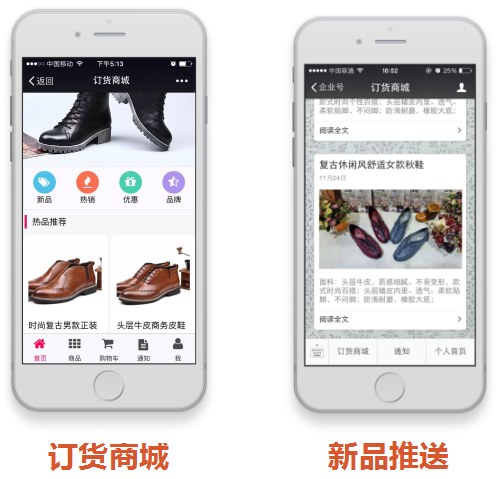 中国移动 下午5:13
返回 订货商城
新品 热销 优惠 品牌
热品推荐
时尚复古男款正装 头层牛皮商务皮鞋
首页 商品 购物车 通知 我
订货商城
中国联通 16:52 25%
企业号 订货商城
款式时尚个性百搭；头层猪皮内里、透气、
柔软贴脚、不闷脚；防滑耐磨、橡胶大底；
阅读全文
复古休闲风舒适女款秋鞋
11月24日
面料：头层牛皮，质感细腻，不易变形，款
式时尚百搭；头层猪皮内里、透气、柔软贴
脚、不闷脚；防滑耐磨、橡胶大底；
阅读全文
订货商城 通知 个人首页
新品推送